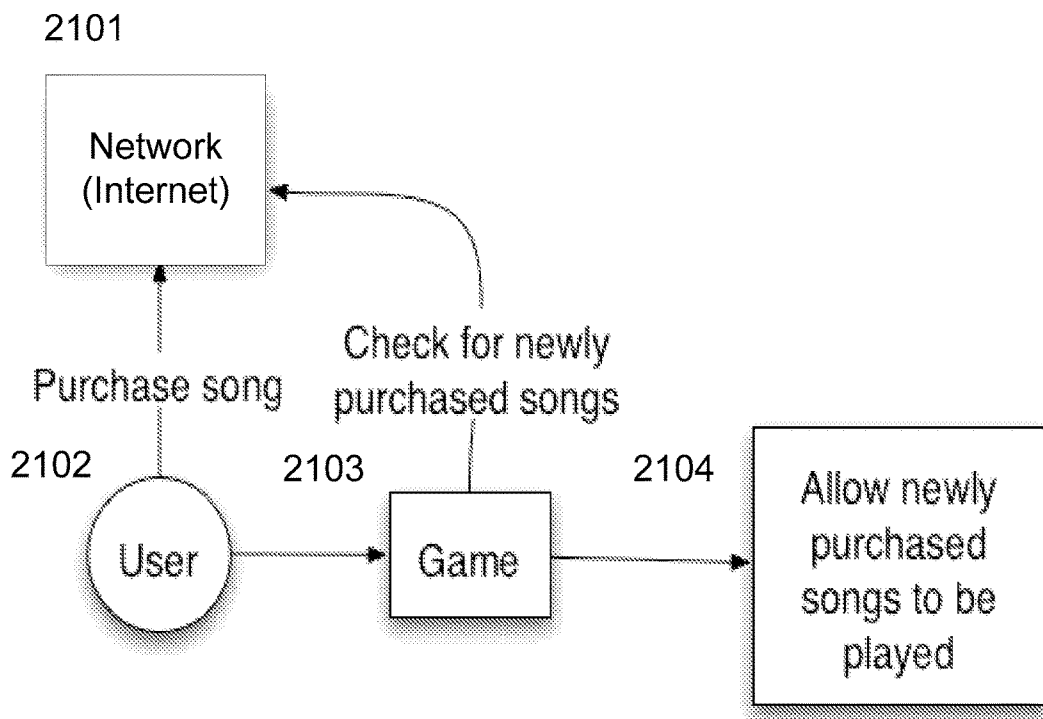 2101
Network
(Internet)
Check for newly
purchased songs
Purchase song
2102
2103
2104
User
Game
Allow newly
purchased
songs to be
played